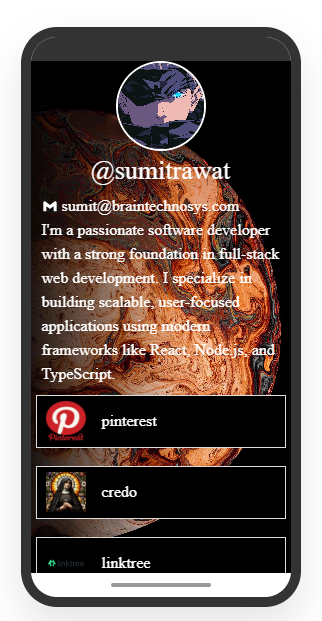 @sumitrawat
sumit@braintechnosys.com
I'm a passionate software developer
with a strong foundation in full-stack
web development. I specialize in
building scalable, user-focused
applications using modern
frameworks like React, Node.js, and
TypeScript.
Pinterest
pinterest
credo
linktree
linktree